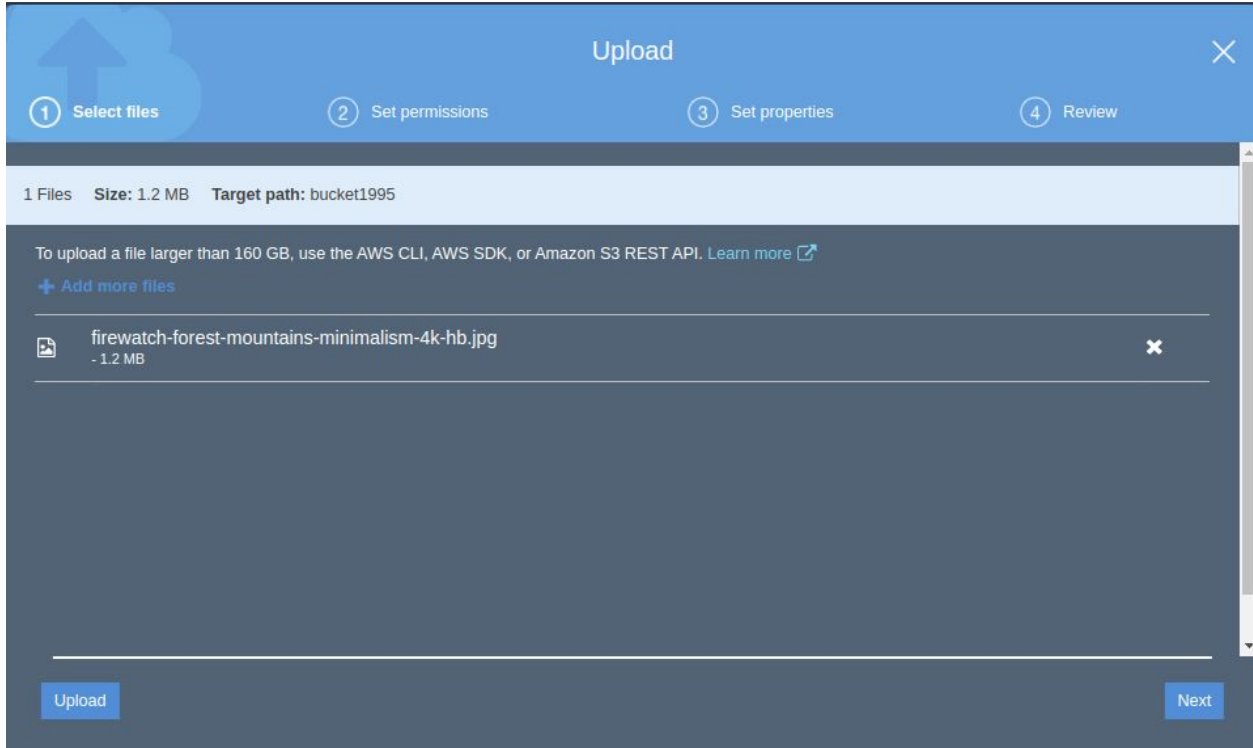 Upload
1 Select files 2 Set permissions 3 Set properties 4 Review
1 Files Size: 1.2 MB Target path: bucket1995
To upload a file larger than 160 GB, use the AWS CLI, AWS SDK, or Amazon S3 REST API. Learn more
Add more files
firewatch-forest-mountains-minimalism-4k-hb.jpg
- 1.2 MB
Upload Next